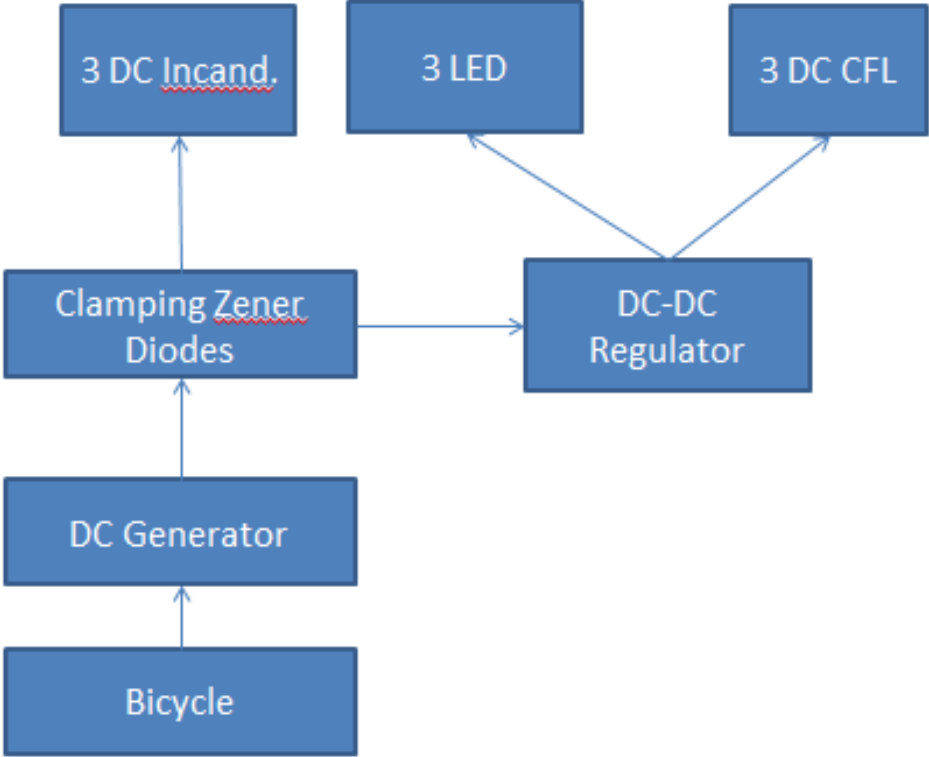 3 DC Incand.
3 LED
3 DC CFL
Clamping Zener
Diodes
DC-DC
Regulator
DC Generator
Bicycle